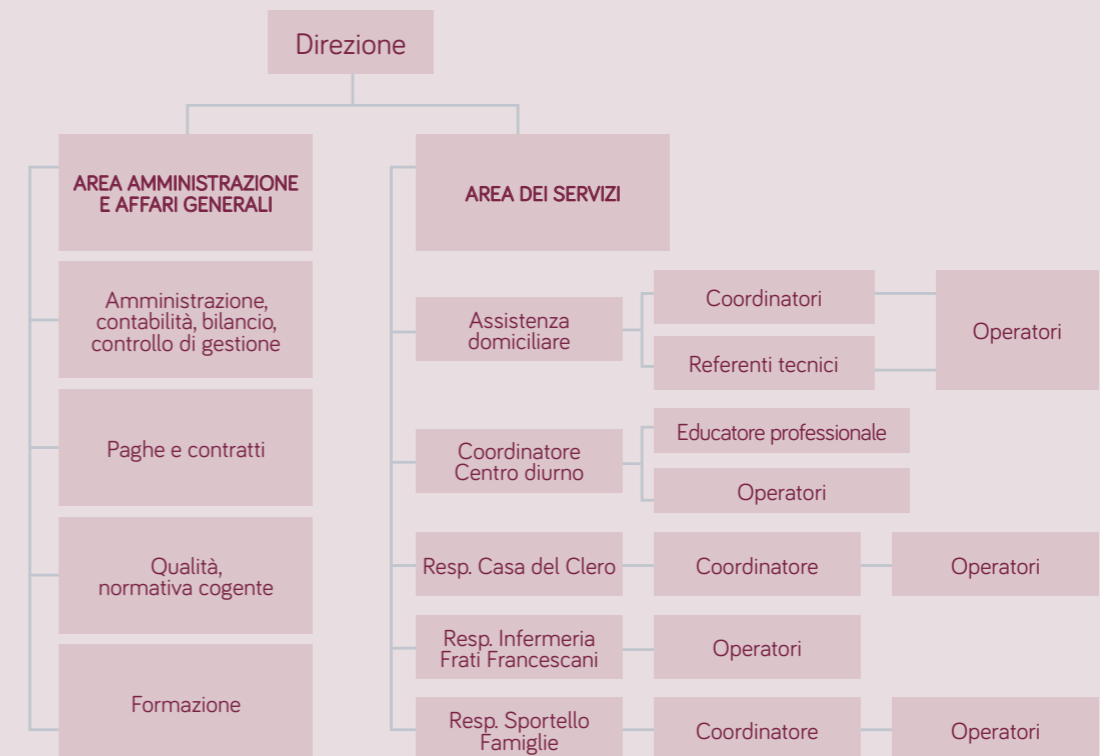 Direzione
AREA AMMINISTRAZIONE
E AFFARI GENERALI
Amministrazione,
contabilità, bilancio,
controllo di gestione
Paghe e contratti
Qualità,
normativa cogente
Formazione
AREA DEI SERVIZI
Assistenza
domiciliare
Coordinatori
Referenti tecnici
Operatori
Coordinatore
Centro diurno
Educatore professionale
Operatori
Resp. Casa del Clero
Coordinatore
Operatori
Resp. Infermeria
Frati Francescani
Operatori
Resp. Sportello
Famiglie
Coordinatore
Operatori